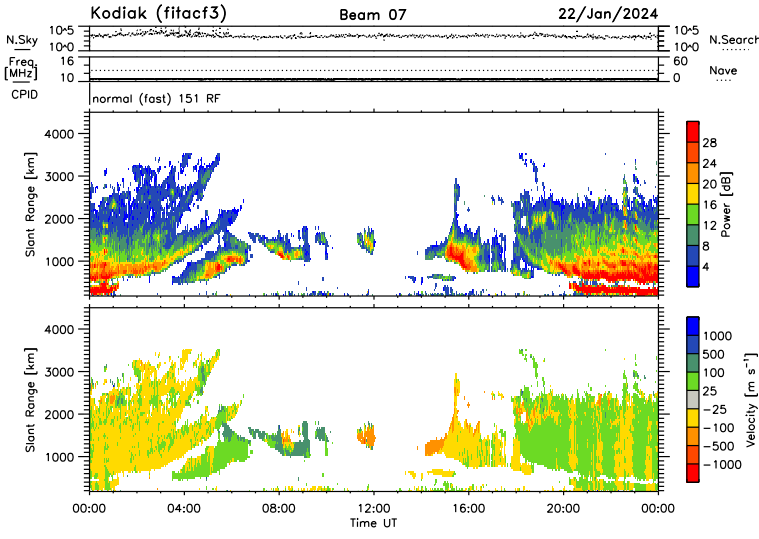 Kodiak (fitacf3) Beam 07 22/Jan/2024
N.Sky 10^5 10^0 10^5 10^0 N.Search
Freq. [MHz] 16 10 60 0 Nave
CPID normal (fast) 151 RF
Slant Range [km] 4000 3000 2000 1000
28 24 20 16 12 8 4 Power [dB]
Slant Range [km] 4000 3000 2000 1000
1000 500 100 25 -25 -100 -500 -1000 Velocity [m s^-1]
00:00 04:00 08:00 12:00 16:00 20:00 00:00
Time UT